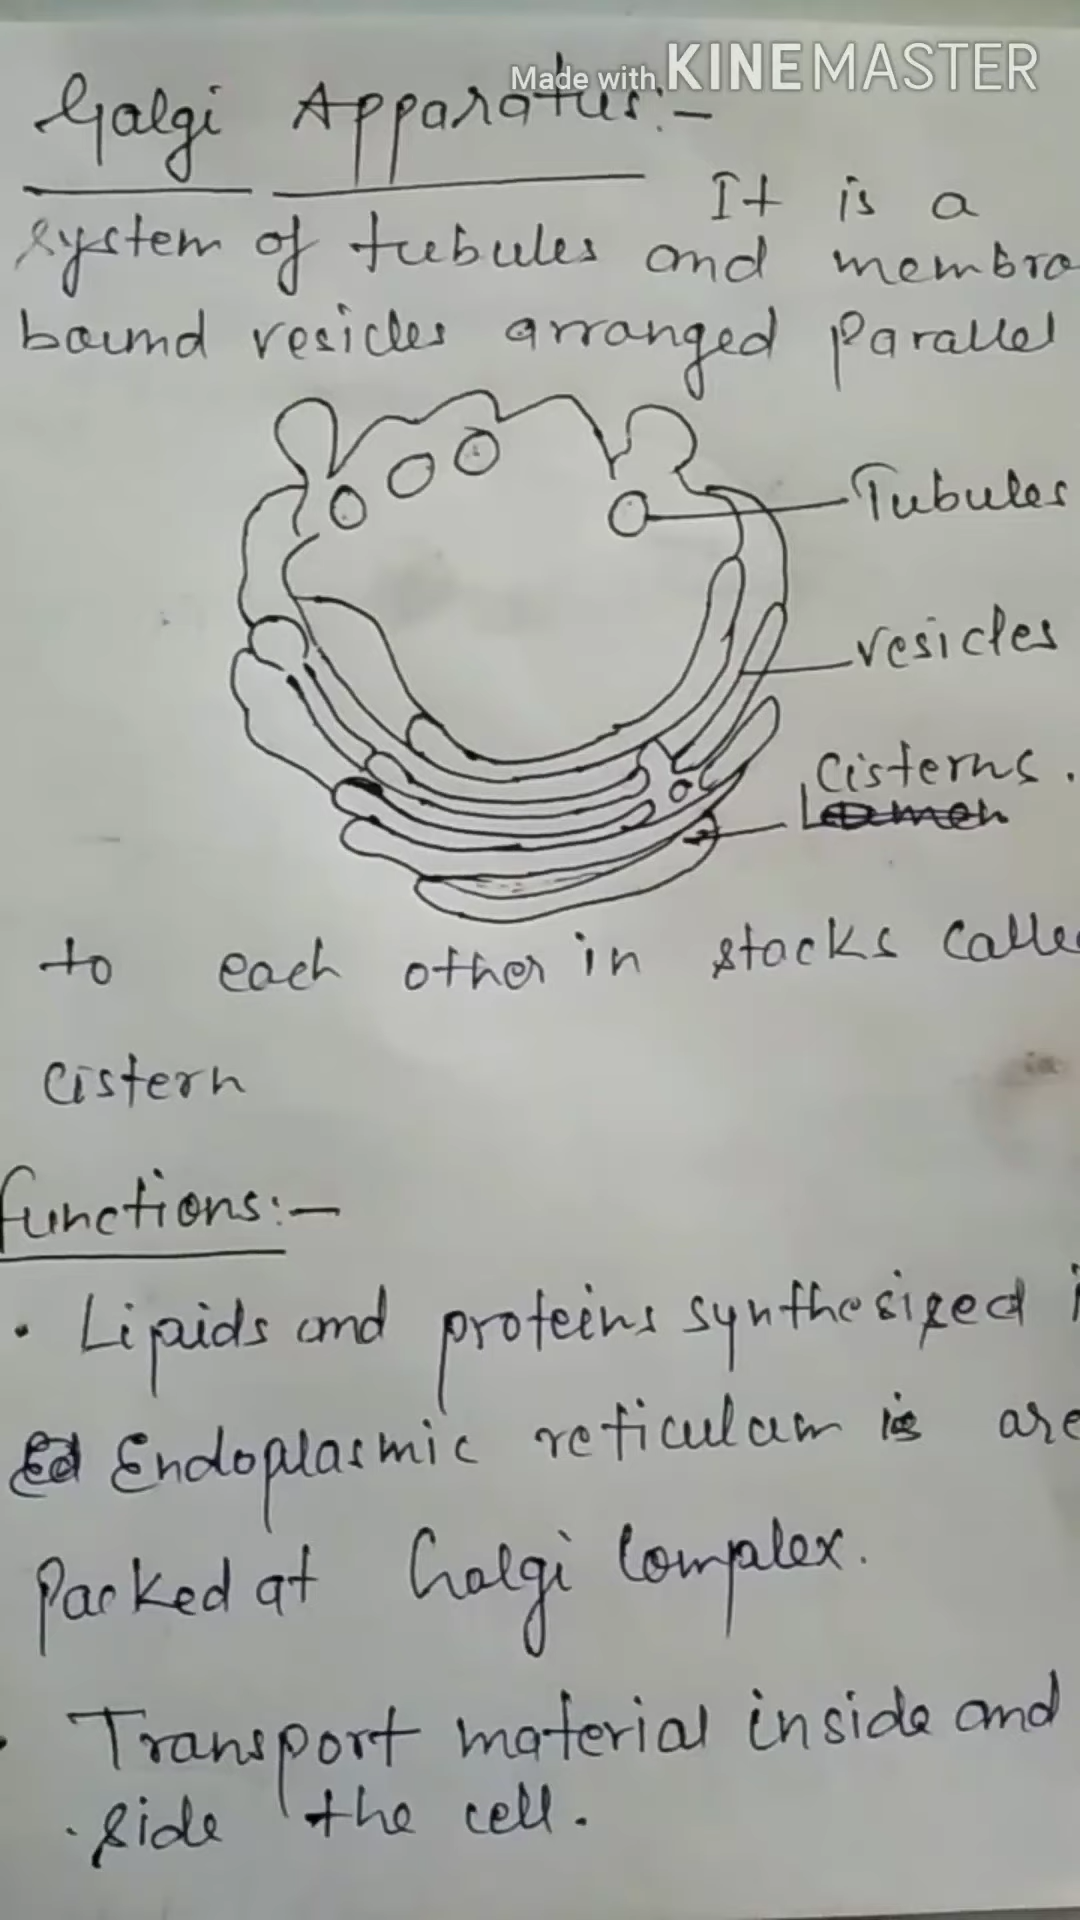 Made with KINEMASTER
Golgi Apparatus:-
It is a
system of tubules and membra
bound vesicles arranged parallel
Tubules
vesicles
Cisterns.
to each other in stocks calle
cistern
functions:-
• Lipids and proteins synthesized i
Endoplasmic reticulum is are
Packed at Golgi Complex.
• Transport material inside and
side the cell.